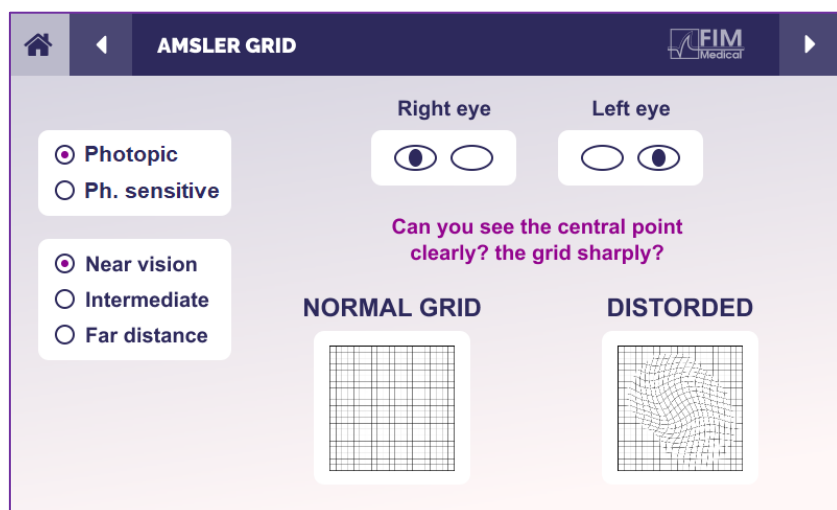 AMSLER GRID
FIM
Medical
Right eye
Left eye
Photopic
Ph. sensitive
Can you see the central point
clearly? the grid sharply?
Near vision
Intermediate
Far distance
NORMAL GRID
DISTORDED